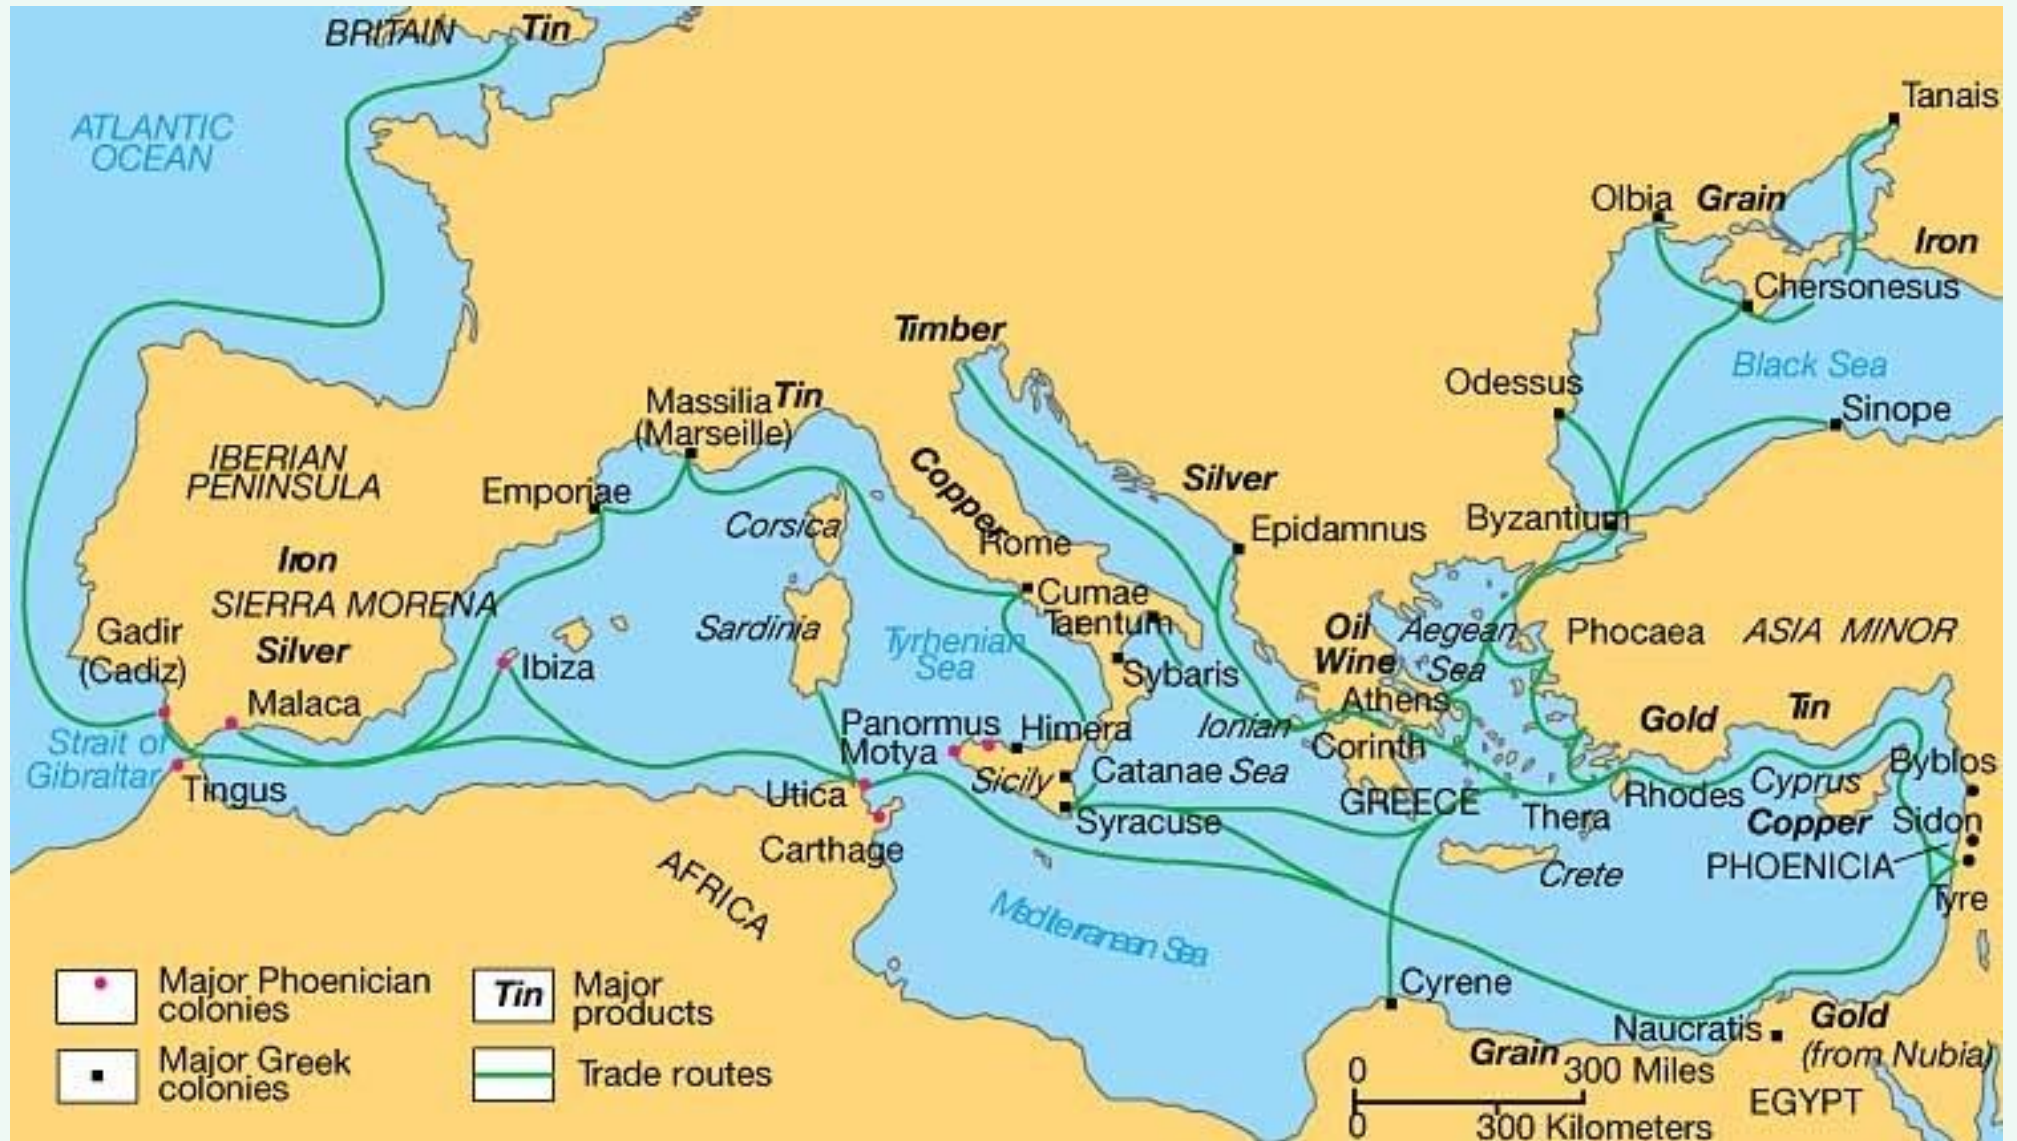 BRITAIN
Tin
ATLANTIC
OCEAN
Tanais
Olbia
Grain
Iron
Chersonesus
Timber
Black Sea
Odessus
Sinope
Massilia
(Marseille)
Tin
IBERIAN
PENINSULA
Emporiae
Copper
Silver
Corsica
Rome
Epidamnus
Byzantium
Iron
SIERRA MORENA
Silver
Gadir
(Cadiz)
Malaca
Ibiza
Sardinia
Tyrhenian
Sea
Cumae
Taentum
Sybaris
Oil
Wine
Aegean
Sea
Phocaea
ASIA MINOR
Athens
Gold
Tin
Strait of
Gibraltar
Tingus
Panormus
Motya
Himera
Ionian
Sea
Corinth
Sicily
Catanae
Utica
Syracuse
GREECE
Thera
Rhodes
Cyprus
Byblos
Copper
Sidon
PHOENICIA
Carthage
AFRICA
Crete
Tyre
Mediterranean Sea
Cyrene
Naucratis
Gold
(from Nubia)
Grain
EGYPT
0 300 Miles
0 300 Kilometers
Major Phoenician
colonies
Major Greek
colonies
Tin
Major
products
Trade routes